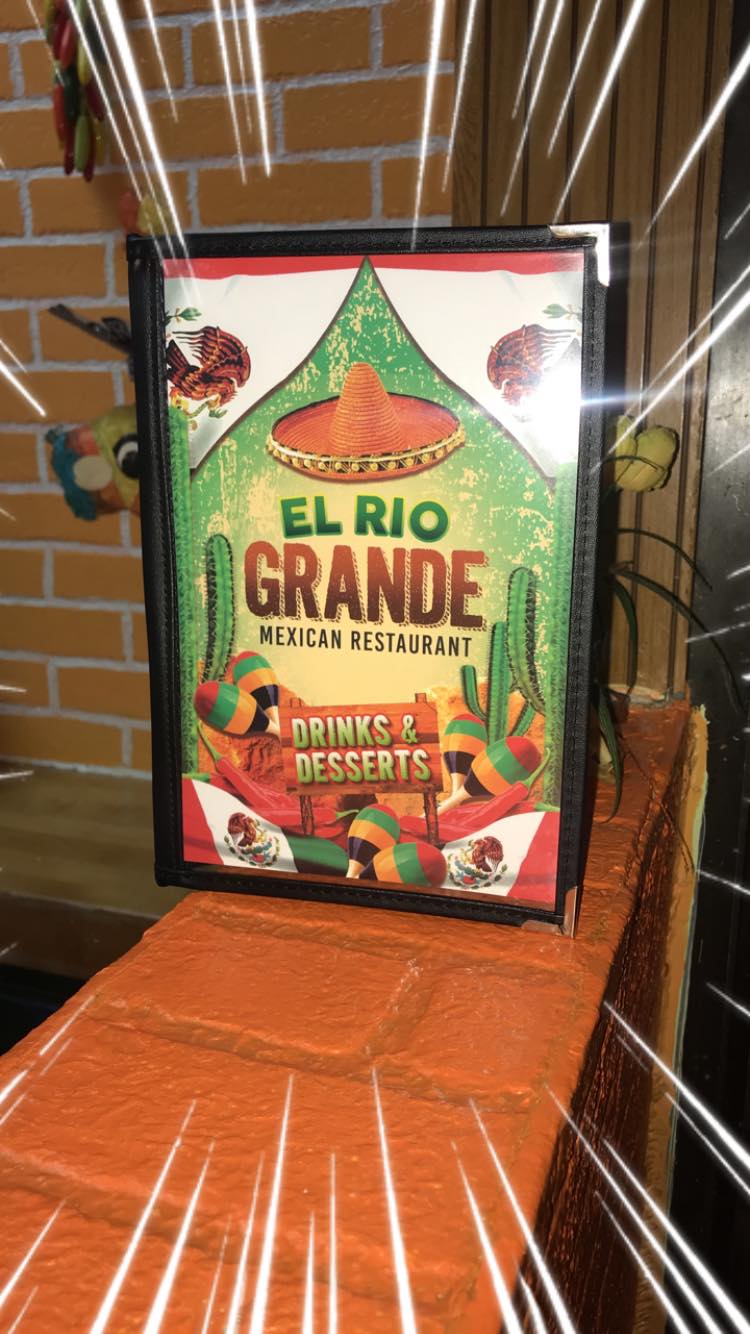 EL RIO
GRANDE
MEXICAN RESTAURANT
DRINKS &
DESSERTS